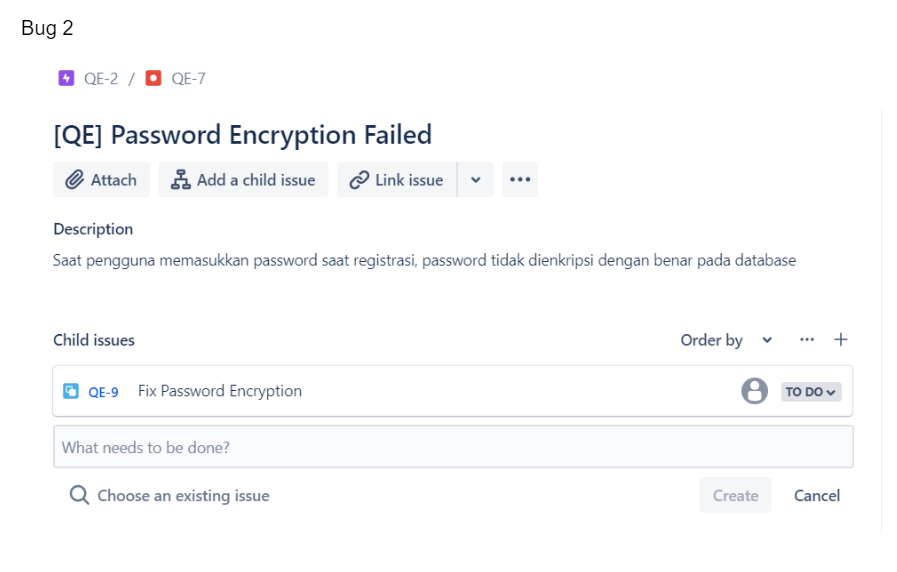 Bug 2
QE-2 / QE-7
[QE] Password Encryption Failed
Attach Add a child issue Link issue
Description
Saat pengguna memasukkan password saat registrasi, password tidak dienkripsi dengan benar pada database
Child issues Order by
QE-9 Fix Password Encryption TO DO
What needs to be done?
Choose an existing issue Create Cancel